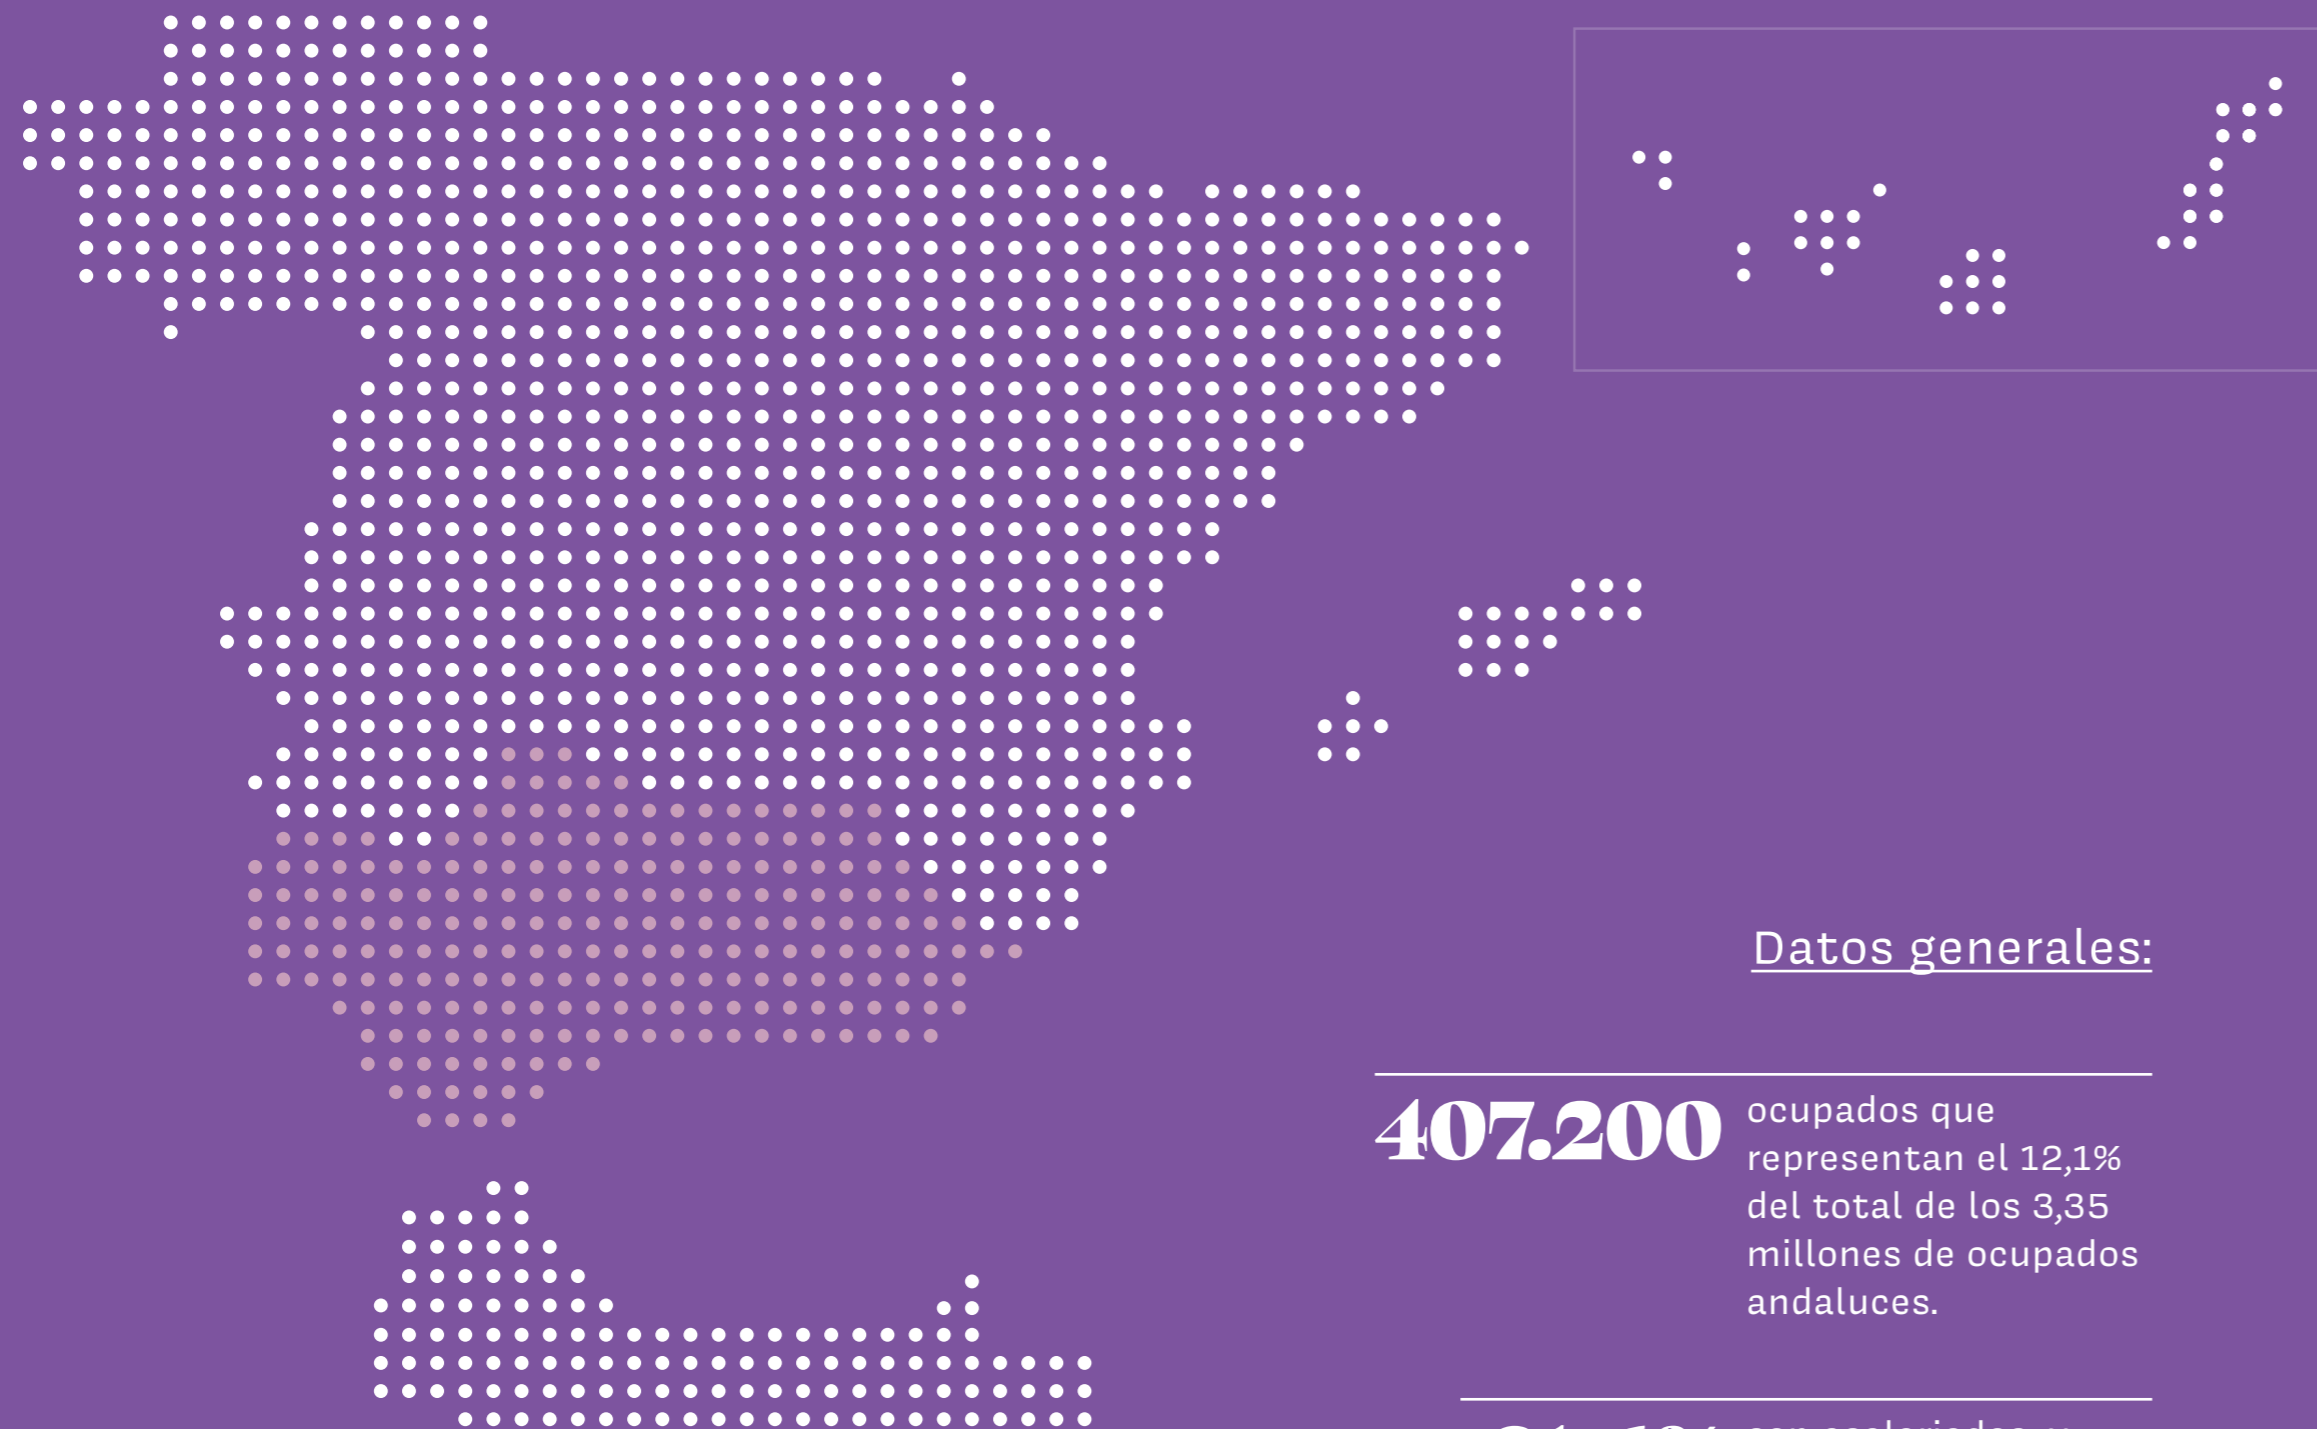 Datos generales:
407.200
ocupados que
representan el 12,1%
del total de los 3,35
millones de ocupados
andaluces.